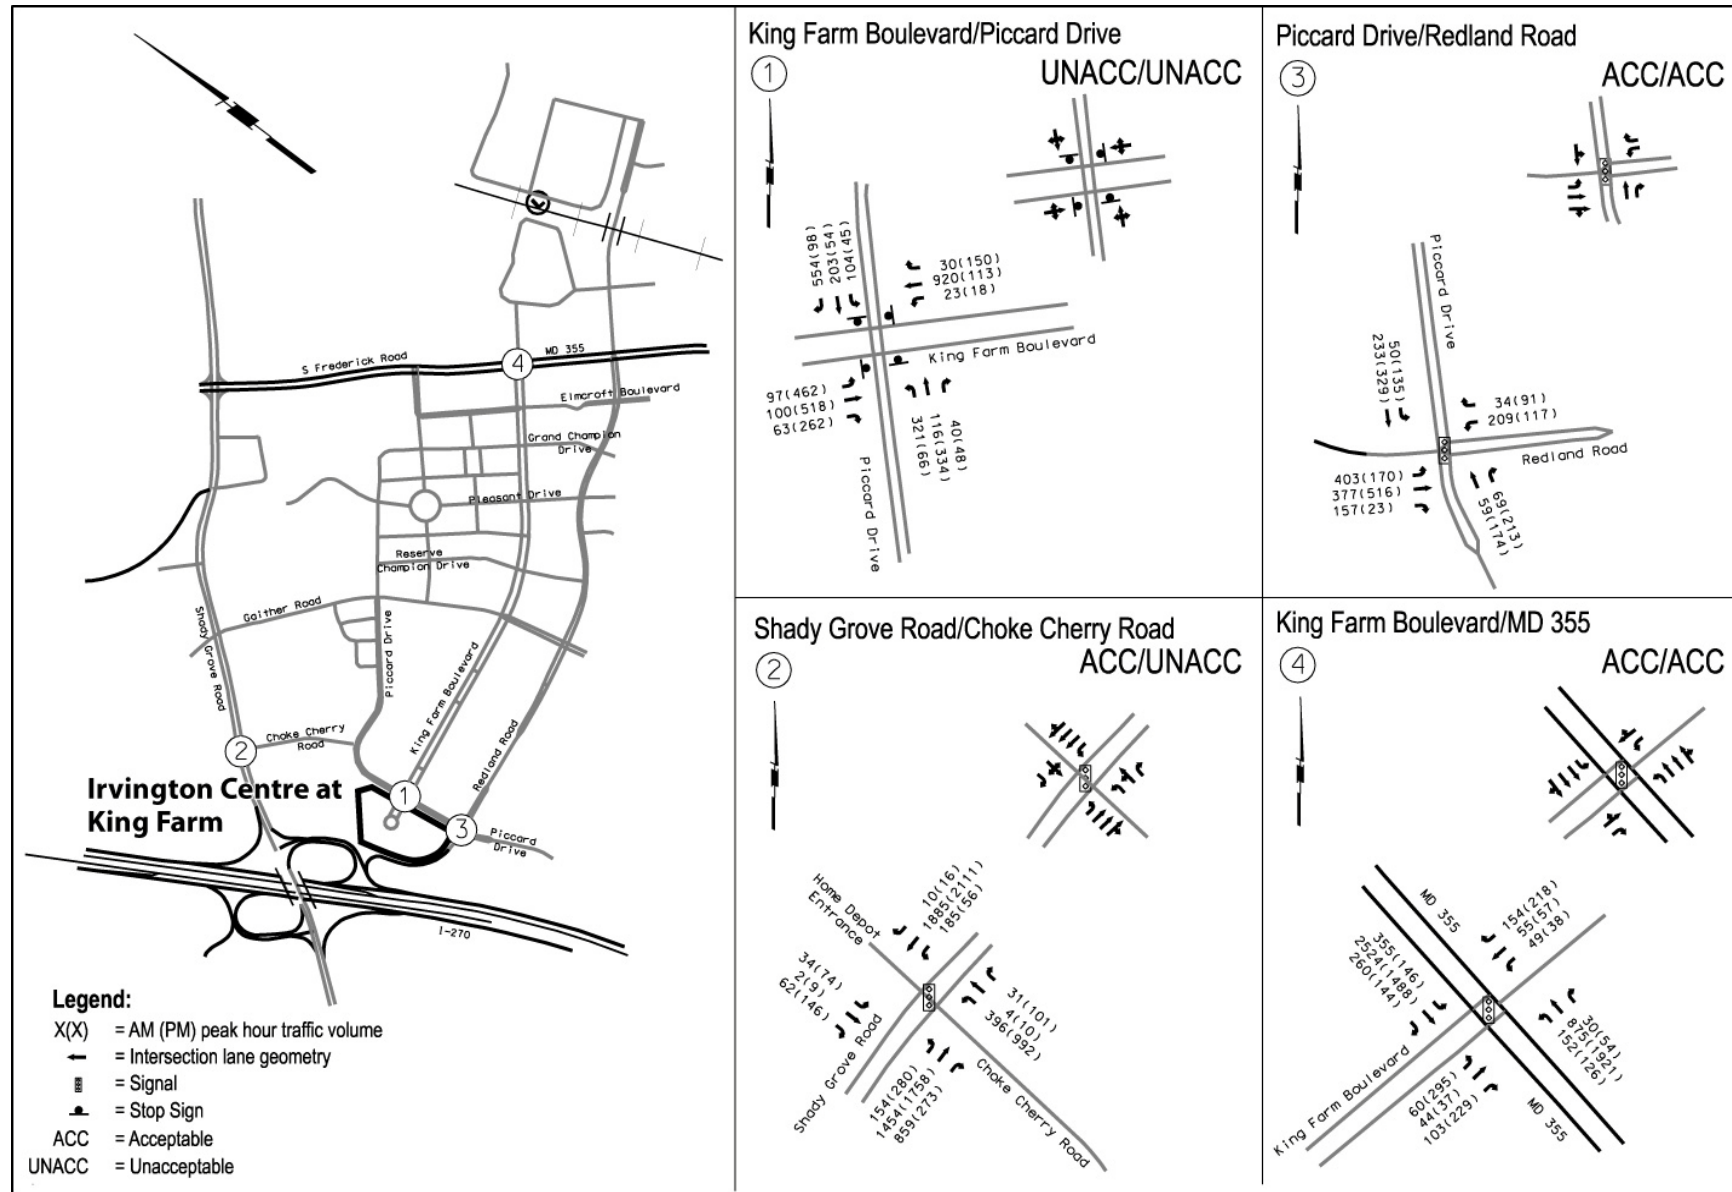 S Frederick Road
MD 355
4
Elmcroft Boulevard
Grand Champion
Drive
Pleasant Drive
Reserve
Champion Drive
Gaither Road
Shady Grove Road
Piccard Drive
King Farm Boulevard
Redland Road
2
Choke Cherry
Road
Irvington Centre at
King Farm
1
3
Piccard
Drive
I-270
Legend:
X(X) = AM (PM) peak hour traffic volume
= Intersection lane geometry
= Signal
= Stop Sign
ACC = Acceptable
UNACC = Unacceptable
King Farm Boulevard/Piccard Drive
1
UNACC/UNACC
554(98)
203(54)
104(45)
30(150)
920(113)
23(18)
King Farm Boulevard
97(462)
100(518)
63(262)
321(66)
116(334)
40(48)
Piccard Drive
Piccard Drive/Redland Road
3
ACC/ACC
Piccard Drive
50(135)
233(329)
34(91)
209(117)
Redland Road
403(170)
377(516)
157(23)
69(213)
59(174)
Shady Grove Road/Choke Cherry Road
2
ACC/UNACC
Home Depot
Entrance
10(16)
1885(2111)
185(56)
34(74)
2(9)
62(146)
31(101)
4(10)
396(992)
Shady Grove Road
154(280)
1454(1758)
859(273)
Choke Cherry Road
King Farm Boulevard/MD 355
4
ACC/ACC
MD 355
154(218)
55(57)
49(38)
355(146)
2524(1488)
260(144)
30(54)
875(1921)
152(126)
King Farm Boulevard
60(295)
44(37)
103(229)
MD 355